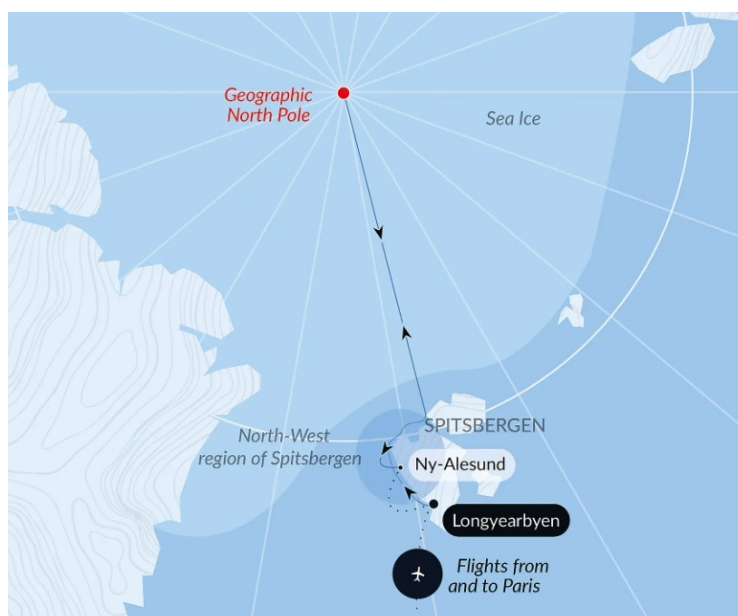 Geographic
North Pole
Sea Ice
SPITSBERGEN
North-West
region of Spitsbergen
Ny-Alesund
Longyearbyen
Flights from
and to Paris